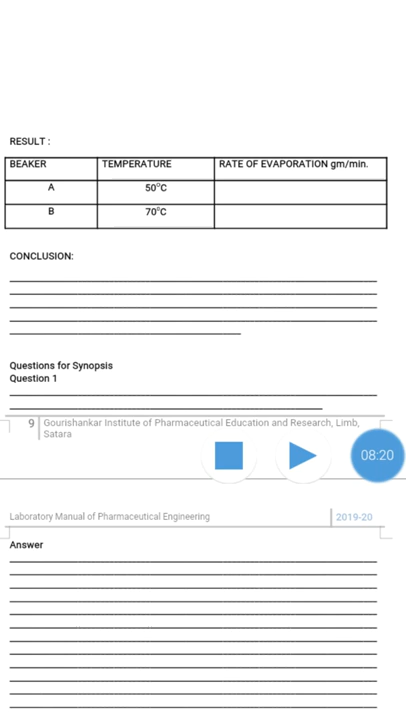 RESULT :
BEAKER TEMPERATURE RATE OF EVAPORATION gm/min.
A 50°C
B 70°C
CONCLUSION:
Questions for Synopsis
Question 1
9 Gourishankar Institute of Pharmaceutical Education and Research, Limb,
Satara
08:20
Laboratory Manual of Pharmaceutical Engineering 2019-20
Answer